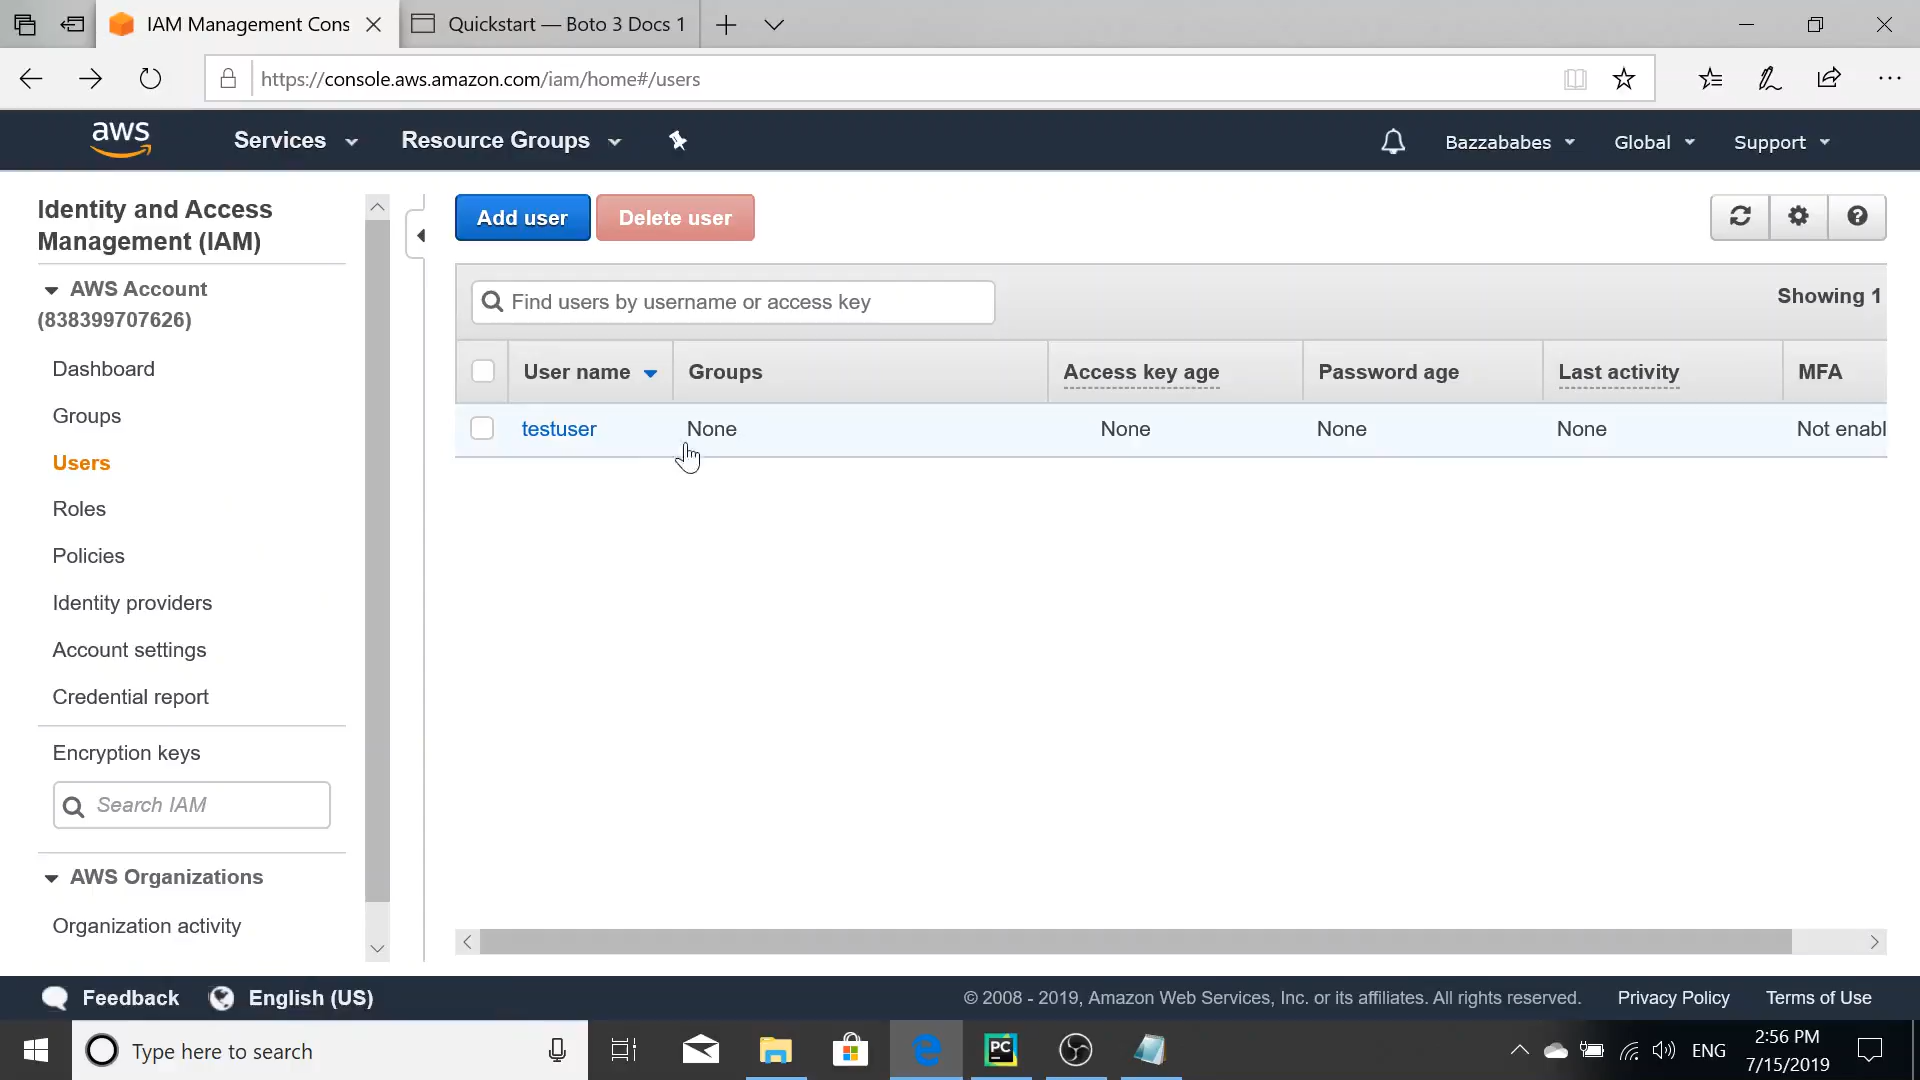 IAM Management Cons
Quickstart — Boto 3 Docs 1
https://console.aws.amazon.com/iam/home#/users
aws
Services
Resource Groups
Bazzababes
Global
Support
Identity and Access
Management (IAM)
AWS Account
(838399707626)
Dashboard
Groups
Users
Roles
Policies
Identity providers
Account settings
Credential report
Encryption keys
Search IAM
AWS Organizations
Organization activity
Add user
Delete user
Find users by username or access key
Showing 1
User name
Groups
Access key age
Password age
Last activity
MFA
testuser
None
None
None
None
Not enabl
Feedback
English (US)
© 2008 - 2019, Amazon Web Services, Inc. or its affiliates. All rights reserved.
Privacy Policy
Terms of Use
Type here to search
PC
ENG
2:56 PM
7/15/2019